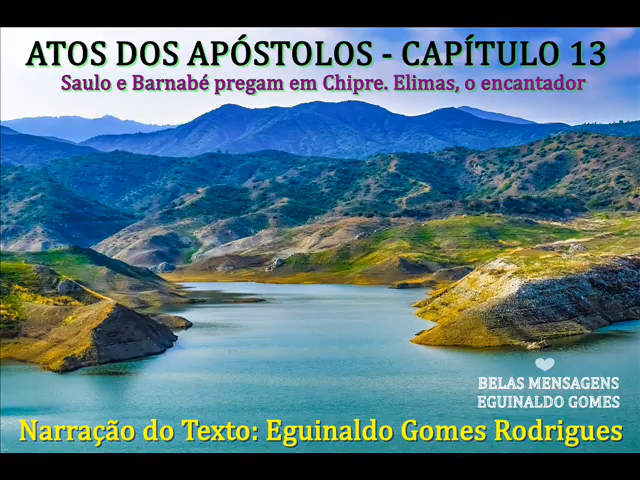 ATOS DOS APÓSTOLOS - CAPÍTULO 13
Saulo e Barnabé pregam em Chipre. Elimas, o encantador
BELAS MENSAGENS
EGUINALDO GOMES
Narração do Texto: Eguinaldo Gomes Rodrigues